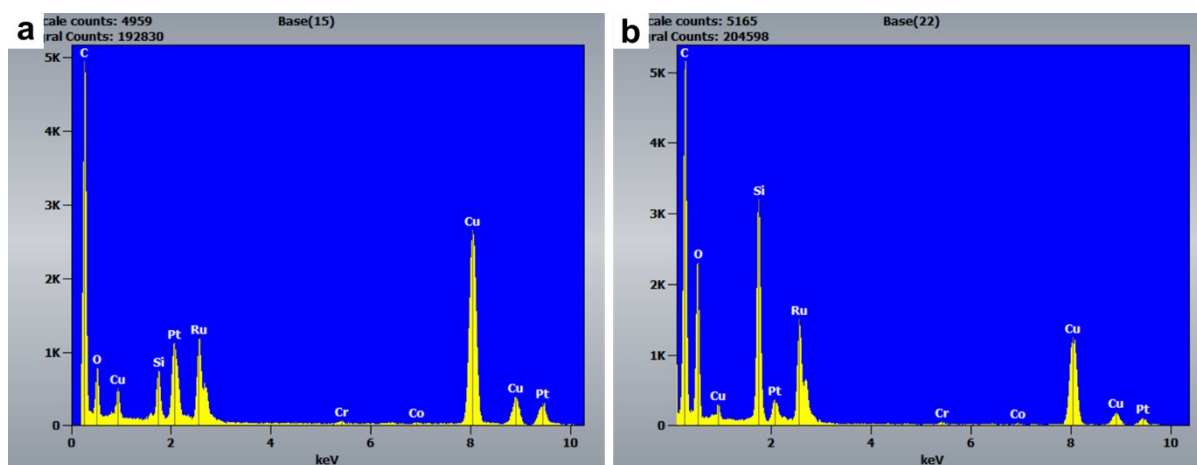 a
cale counts: 4959 Base(15)
gral Counts: 192830
5K
4K
3K
2K
1K
0
C
O
Cu
Si
Pt
Ru
Cr
Co
Cu
Cu
Pt
0 2 4 6 8 10
keV
b
cale counts: 5165 Base(22)
gral Counts: 204598
5K
4K
3K
2K
1K
0
C
O
Cu
Si
Pt
Ru
Cr
Co
Cu
Cu
Pt
2 4 6 8 10
keV